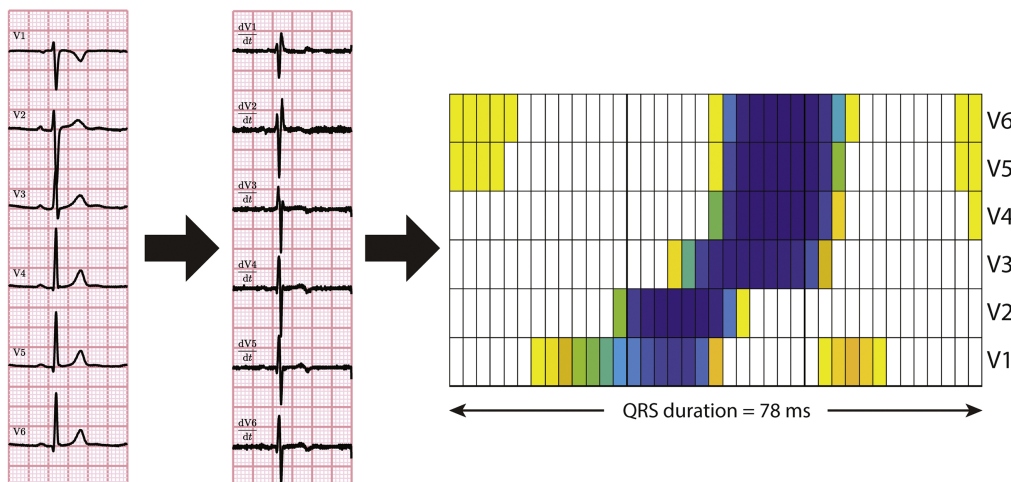 V1
V2
V3
V4
V5
V6
dV1
dt
dV2
dt
dV3
dt
dV4
dt
dV5
dt
dV6
dt
V6
V5
V4
V3
V2
V1
QRS duration = 78 ms